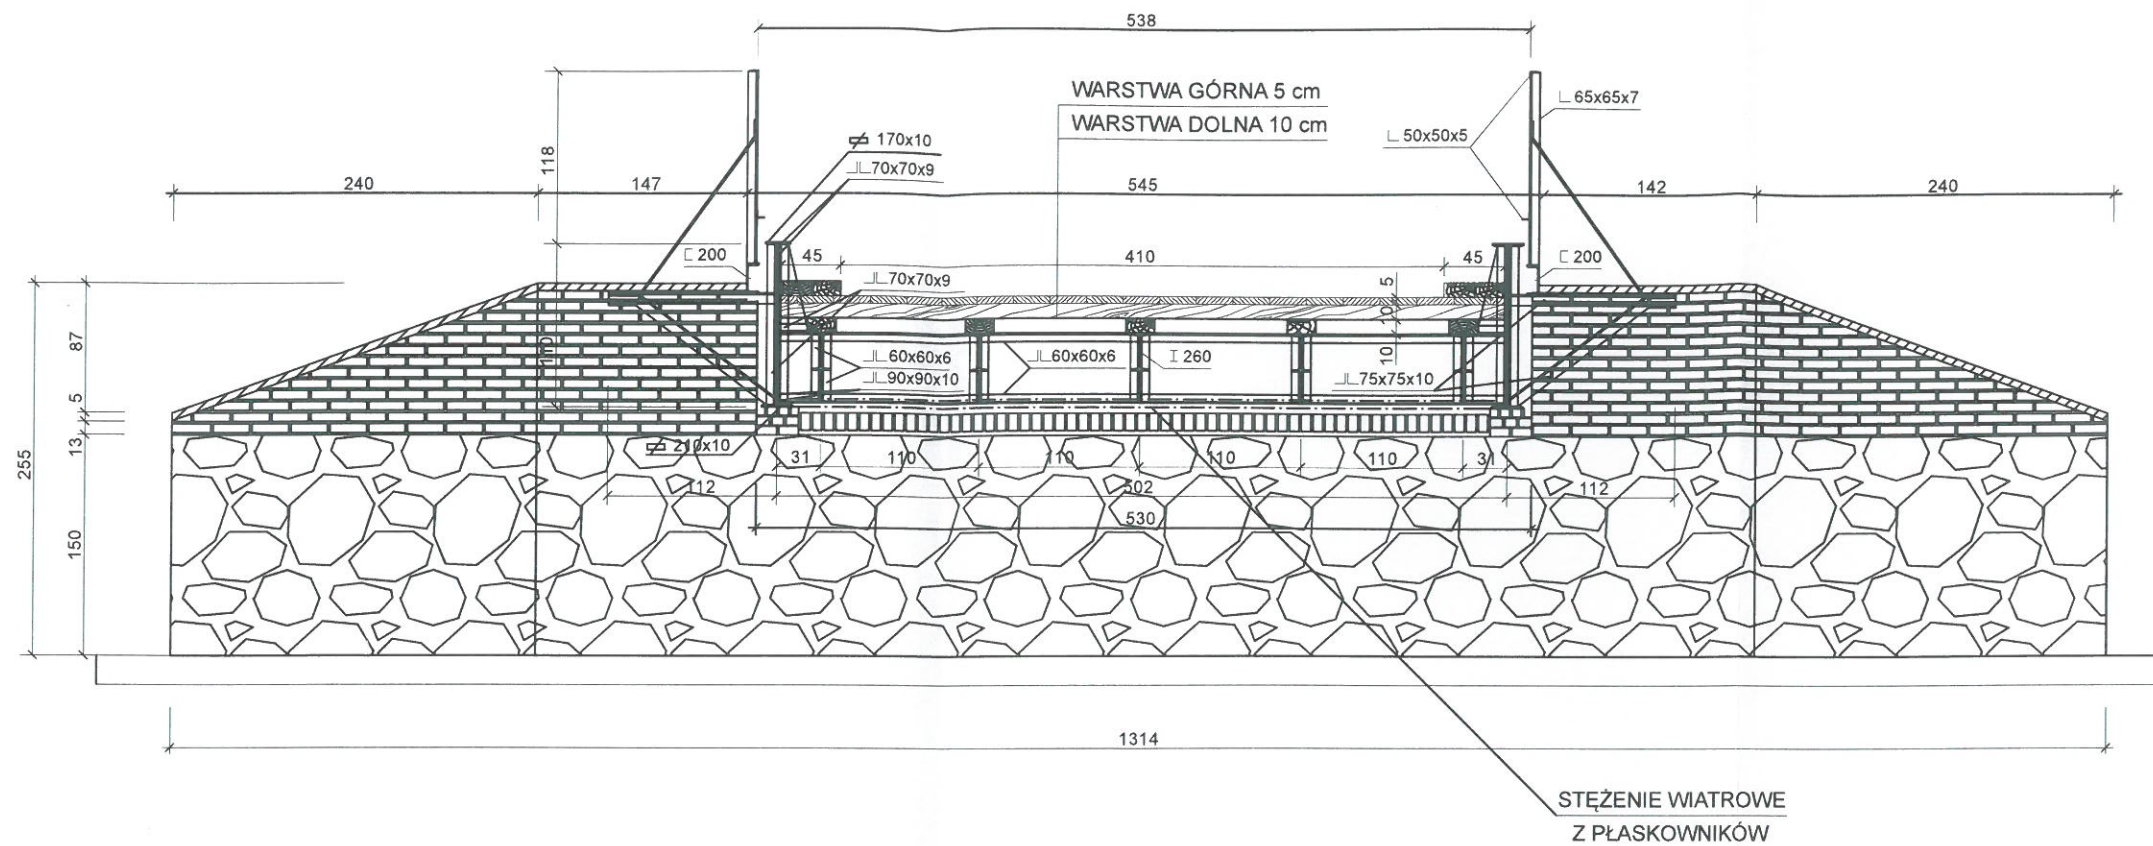 538
WARSTWA GÓRNA 5 cm
WARSTWA DOLNA 10 cm
∟ 65x65x7
∟ 50x50x5
170x10
⅃∟70x70x9
118
240
147
545
142
240
⊏ 200
45
410
45
⊏ 200
⅃∟70x70x9
5
10
10
110
⅃∟60x60x6
⅃∟90x90x10
⅃∟60x60x6
⌶ 260
⅃∟75x75x10
87
5
13
255
150
210x10
31
110
110
110
110
31
112
502
112
530
1314
STĘŻENIE WIATROWE
Z PŁASKOWNIKÓW